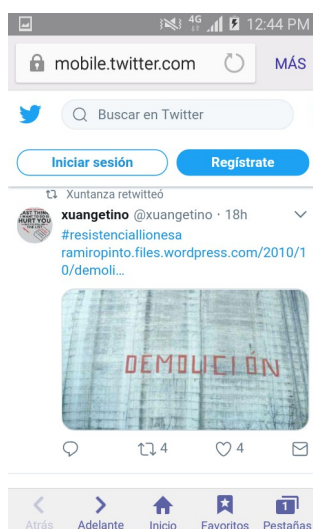 4G
12:44 PM
mobile.twitter.com
MÁS
Buscar en Twitter
Iniciar sesión
Regístrate
Xuntanza retwitteó
xuangetino @xuangetino · 18h
#resistenciallionesa
ramiropinto.files.wordpress.com/2010/1
0/demoli...
DEMOLICIÓN
4
4
Atrás
Adelante
Inicio
Favoritos
1
Pestañas